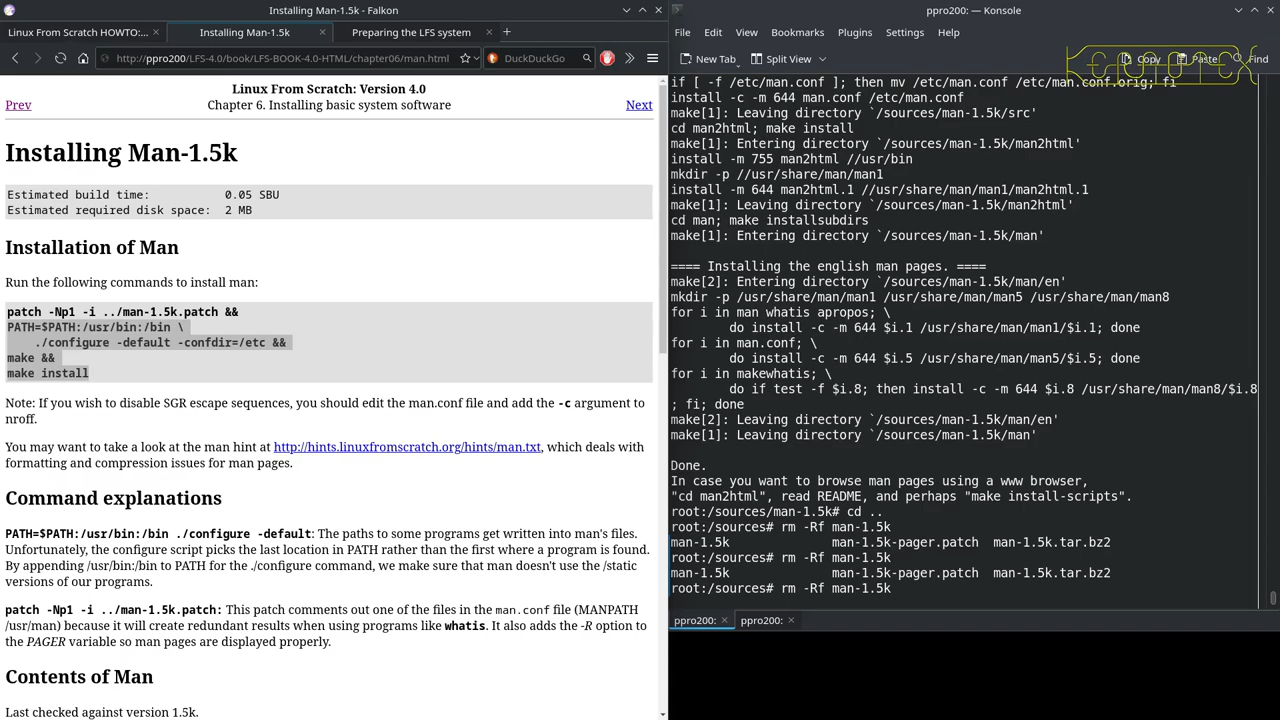 Installing Man-1.5k - Falkon
Linux From Scratch HOWTO:...
Installing Man-1.5k
Preparing the LFS system
http://ppro200/LFS-4.0/book/LFS-BOOK-4.0-HTML/chapter06/man.html
DuckDuckGo
Linux From Scratch: Version 4.0
Prev
Chapter 6. Installing basic system software
Next
Installing Man-1.5k
Estimated build time:           0.05 SBU
Estimated required disk space:  2 MB
Installation of Man
Run the following commands to install man:
patch -Np1 -i ../man-1.5k.patch &&
PATH=$PATH:/usr/bin:/bin \
    ./configure -default -confdir=/etc &&
make &&
make install
Note: If you wish to disable SGR escape sequences, you should edit the man.conf file and add the -c argument to
nroff.
You may want to take a look at the man hint at http://hints.linuxfromscratch.org/hints/man.txt, which deals with
formatting and compression issues for man pages.
Command explanations
PATH=$PATH:/usr/bin:/bin ./configure -default: The paths to some programs get written into man's files.
Unfortunately, the configure script picks the last location in PATH rather than the first where a program is found.
By appending /usr/bin:/bin to PATH for the ./configure command, we make sure that man doesn't use the /static
versions of our programs.
patch -Np1 -i ../man-1.5k.patch: This patch comments out one of the files in the man.conf file (MANPATH
/usr/man) because it will create redundant results when using programs like whatis. It also adds the -R option to
the PAGER variable so man pages are displayed properly.
Contents of Man
Last checked against version 1.5k.
ppro200: — Konsole
File Edit View Bookmarks Plugins Settings Help
New Tab Split View Copy Paste Find
if [ -f /etc/man.conf ]; then mv /etc/man.conf /etc/man.conf.orig; fi
install -c -m 644 man.conf /etc/man.conf
make[1]: Leaving directory `/sources/man-1.5k/src'
cd man2html; make install
make[1]: Entering directory `/sources/man-1.5k/man2html'
install -m 755 man2html //usr/bin
mkdir -p //usr/share/man/man1
install -m 644 man2html.1 //usr/share/man/man1/man2html.1
make[1]: Leaving directory `/sources/man-1.5k/man2html'
cd man; make installsubdirs
make[1]: Entering directory `/sources/man-1.5k/man'
==== Installing the english man pages. ====
make[2]: Entering directory `/sources/man-1.5k/man/en'
mkdir -p /usr/share/man/man1 /usr/share/man/man5 /usr/share/man/man8
for i in man whatis apropos; \
        do install -c -m 644 $i.1 /usr/share/man/man1/$i.1; done
for i in man.conf; \
        do install -c -m 644 $i.5 /usr/share/man/man5/$i.5; done
for i in makewhatis; \
        do if test -f $i.8; then install -c -m 644 $i.8 /usr/share/man/man8/$i.8
; fi; done
make[2]: Leaving directory `/sources/man-1.5k/man/en'
make[1]: Leaving directory `/sources/man-1.5k/man'
Done.
In case you want to browse man pages using a www browser,
"cd man2html", read README, and perhaps "make install-scripts".
root:/sources/man-1.5k# cd ..
root:/sources# rm -Rf man-1.5k
man-1.5k             man-1.5k-pager.patch  man-1.5k.tar.bz2
root:/sources# rm -Rf man-1.5k
man-1.5k             man-1.5k-pager.patch  man-1.5k.tar.bz2
root:/sources# rm -Rf man-1.5k
ppro200:
ppro200: